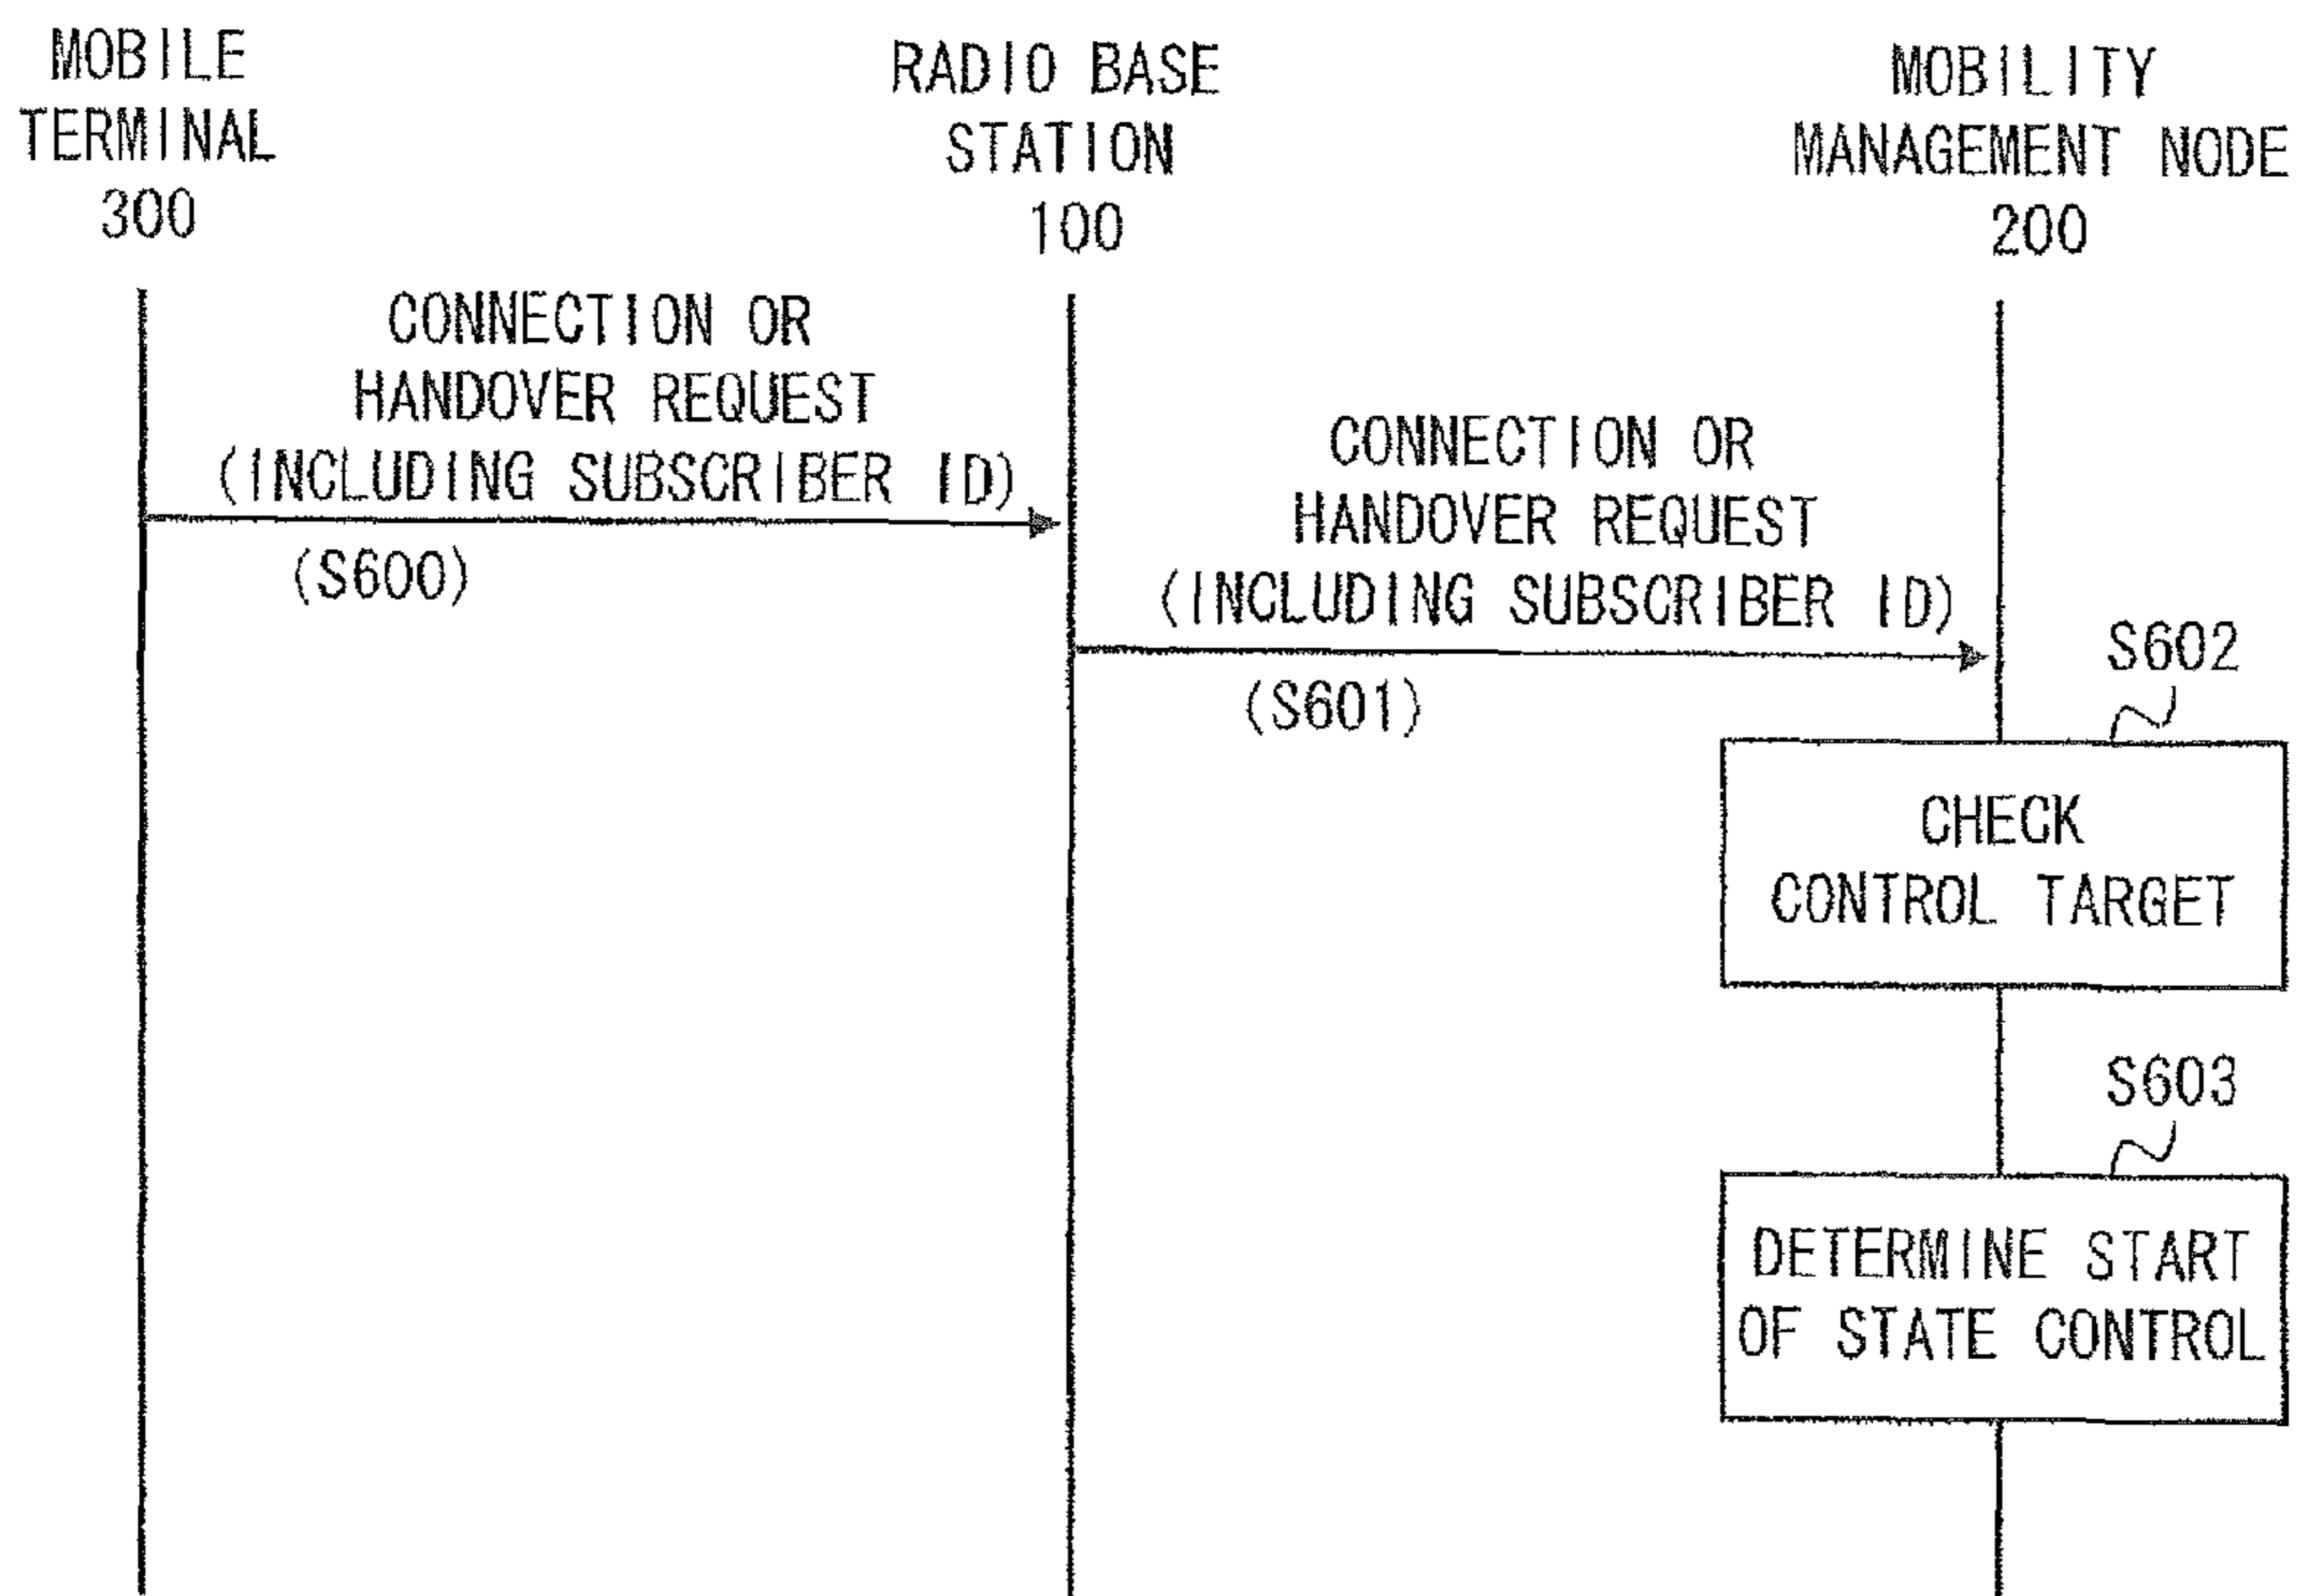 MOBILE
TERMINAL
300
RADIO BASE
STATION
100
MOBILITY
MANAGEMENT NODE
200
CONNECTION OR
HANDOVER REQUEST
(INCLUDING SUBSCRIBER ID)
(S600)
CONNECTION OR
HANDOVER REQUEST
(INCLUDING SUBSCRIBER ID)
(S601)
S602
CHECK
CONTROL TARGET
S603
DETERMINE START
OF STATE CONTROL